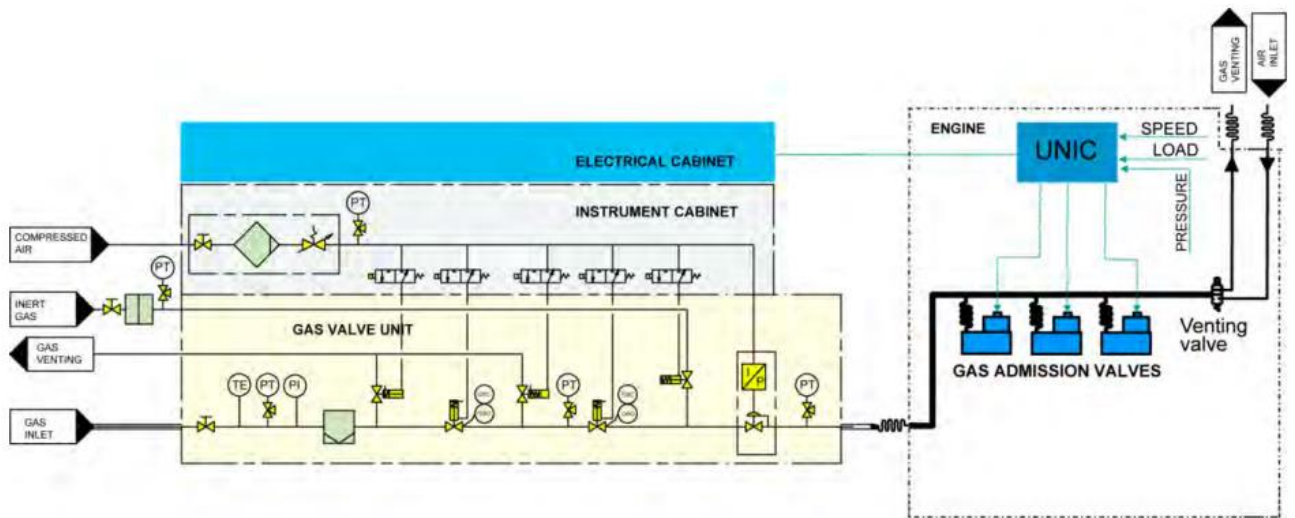 GAS
VENTING
AIR
INLET
ENGINE
UNIC
SPEED
LOAD
PRESSURE
ELECTRICAL CABINET
INSTRUMENT CABINET
PT
COMPRESSED
AIR
PT
INERT
GAS
GAS VALVE UNIT
GAS
VENTING
Venting
valve
GAS ADMISSION VALVES
TE
PT
PI
PT
I
P
PT
GAS
INLET